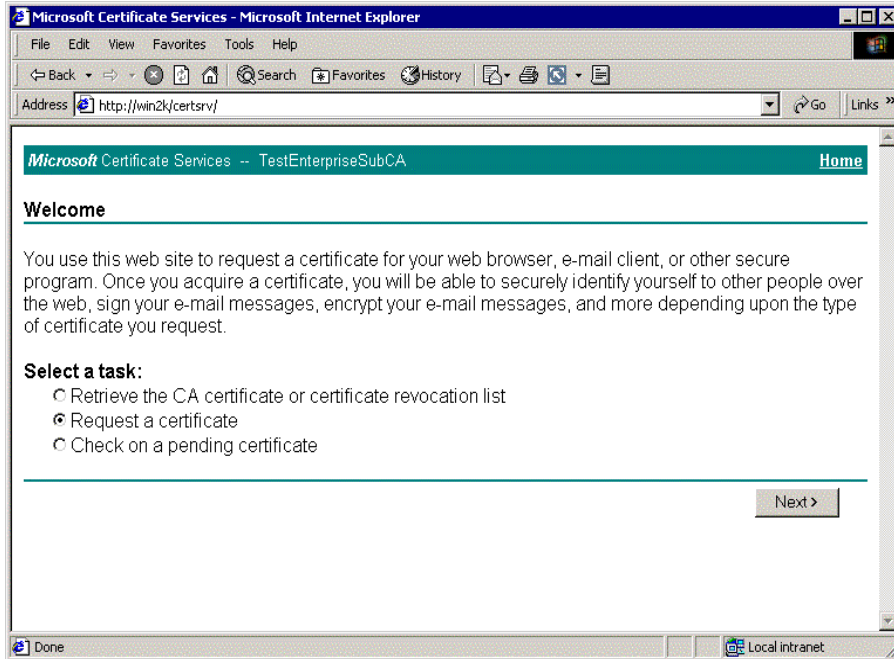 Microsoft Certificate Services - Microsoft Internet Explorer
File Edit View Favorites Tools Help
Back Search Favorites History
Address http://win2k/certsrv/ Go Links »
Microsoft Certificate Services -- TestEnterpriseSubCA Home
Welcome
You use this web site to request a certificate for your web browser, e-mail client, or other secure
program. Once you acquire a certificate, you will be able to securely identify yourself to other people over
the web, sign your e-mail messages, encrypt your e-mail messages, and more depending upon the type
of certificate you request.
Select a task:
Retrieve the CA certificate or certificate revocation list
Request a certificate
Check on a pending certificate
Next >
Done Local intranet